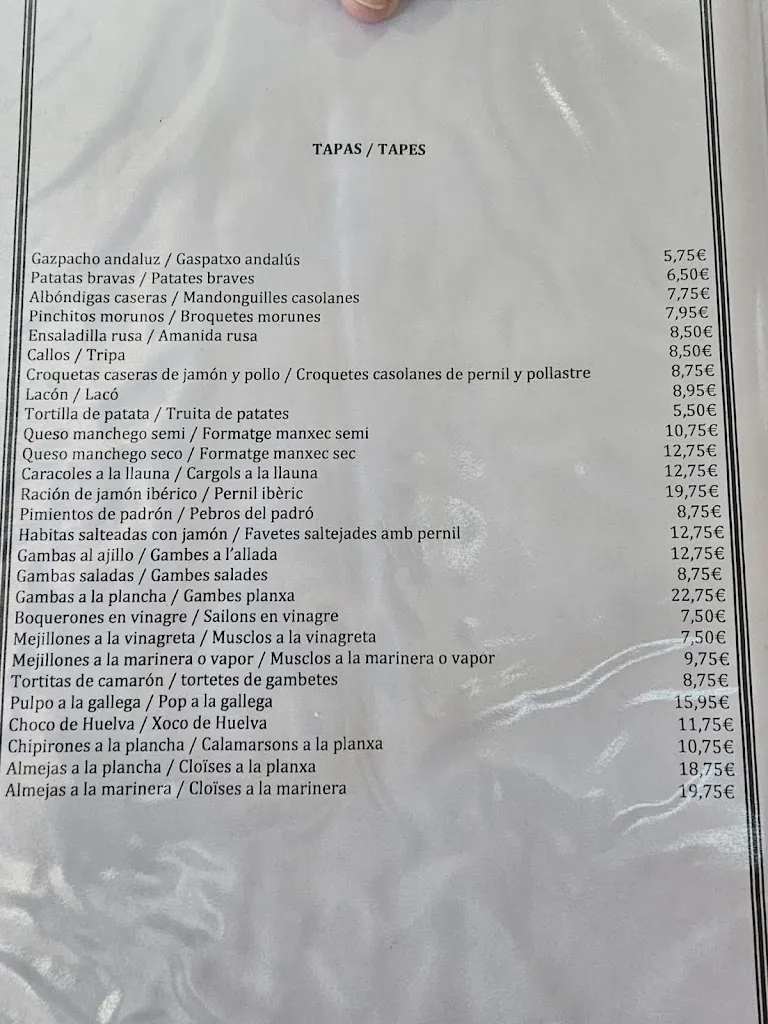 TAPAS / TAPES
Gazpacho andaluz / Gaspatxo andalús 5,75€
Patatas bravas / Patates braves 6,50€
Albóndigas caseras / Mandonguilles casolanes 7,75€
Pinchitos morunos / Broquetes morunes 7,95€
Ensaladilla rusa / Amanida rusa 8,50€
Callos / Tripa 8,50€
Croquetas caseras de jamón y pollo / Croquetes casolanes de pernil y pollastre 8,75€
Lacón / Lacó 8,95€
Tortilla de patata / Truita de patates 5,50€
Queso manchego semi / Formatge manxec semi 10,75€
Queso manchego seco / Formatge manxec sec 12,75€
Caracoles a la llauna / Cargols a la llauna 12,75€
Ración de jamón ibérico / Pernil ibèric 19,75€
Pimientos de padrón / Pebros del padró 8,75€
Habitas salteadas con jamón / Favetes saltejades amb pernil 12,75€
Gambas al ajillo / Gambes a l'allada 12,75€
Gambas saladas / Gambes salades 8,75€
Gambas a la plancha / Gambes planxa 22,75€
Boquerones en vinagre / Sailons en vinagre 7,50€
Mejillones a la vinagreta / Musclos a la vinagreta 7,50€
Mejillones a la marinera o vapor / Musclos a la marinera o vapor 9,75€
Tortitas de camarón / tortetes de gambetes 8,75€
Pulpo a la gallega / Pop a la gallega 15,95€
Choco de Huelva / Xoco de Huelva 11,75€
Chipirones a la plancha / Calamarsons a la planxa 10,75€
Almejas a la plancha / Cloïses a la planxa 18,75€
Almejas a la marinera / Cloïses a la marinera 19,75€